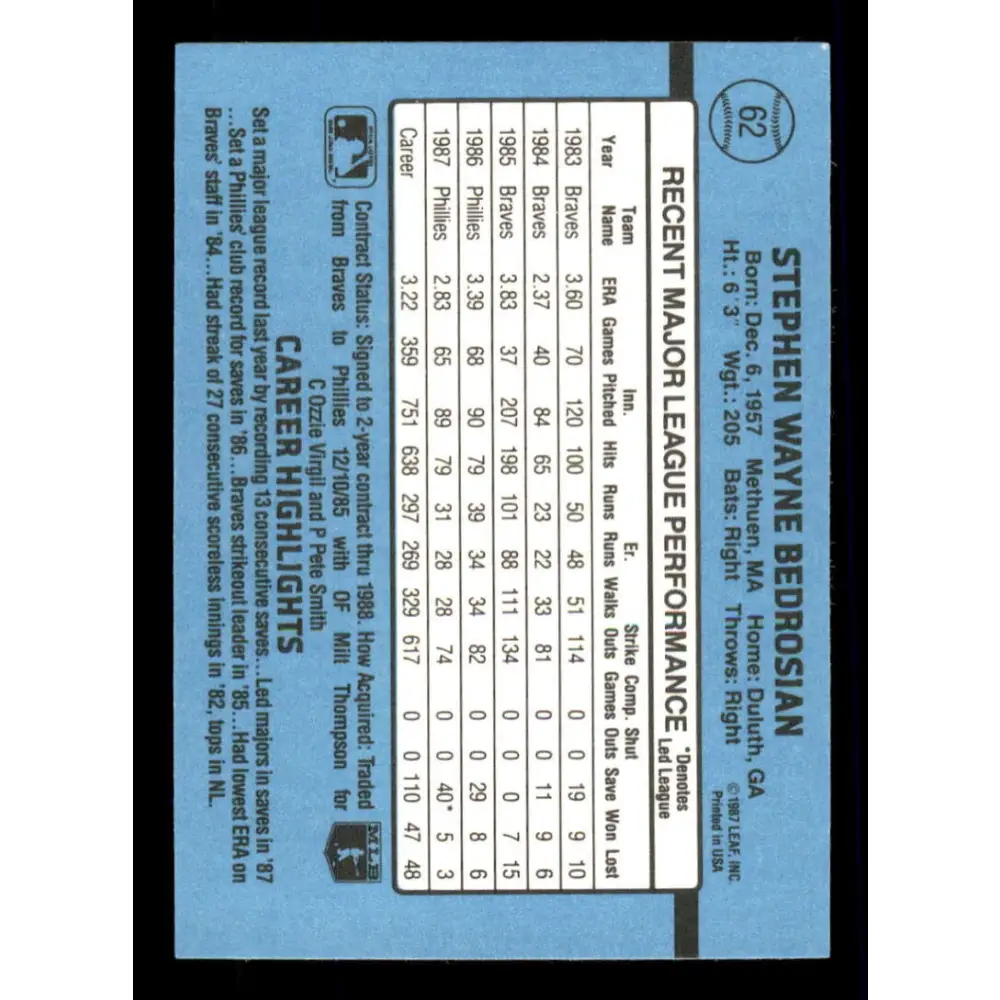 62
STEPHEN WAYNE BEDROSIAN
Born: Dec. 6, 1957 Methuen, MA Home: Duluth, GA
Ht.: 6'3" Wgt.: 205 Bats: Right Throws: Right
©1987 LEAF, INC.
Printed in USA
RECENT MAJOR LEAGUE PERFORMANCE *Denotes
Led League
Team Inn. Er. Strike Comp. Shut
Year Name ERA Games Pitched Hits Runs Runs Walks Outs Games Outs Save Won Lost
1983 Braves 3.60 70 120 100 50 48 51 114 0 0 19 9 10
1984 Braves 2.37 40 84 65 23 22 33 81 0 0 11 9 6
1985 Braves 3.83 37 207 198 101 88 111 134 0 0 0 7 15
1986 Phillies 3.39 68 90 79 39 34 34 82 0 0 29 8 6
1987 Phillies 2.83 65 89 79 31 28 28 74 0 0 40* 5 3
Career 3.22 359 751 638 297 269 329 617 0 0 110 47 48
Contract Status: Signed to 2-year contract thru 1988. How Acquired: Traded
from Braves to Phillies 12/10/85 with OF Milt Thompson for
C Ozzie Virgil and P Pete Smith
MLB
CAREER HIGHLIGHTS
Set a major league record last year by recording 13 consecutive saves...Led majors in saves in '87
...Set a Phillies' club record for saves in '86...Braves strikeout leader in '85...Had lowest ERA on
Braves' staff in '84...Had streak of 27 consecutive scoreless innings in '82, tops in NL.